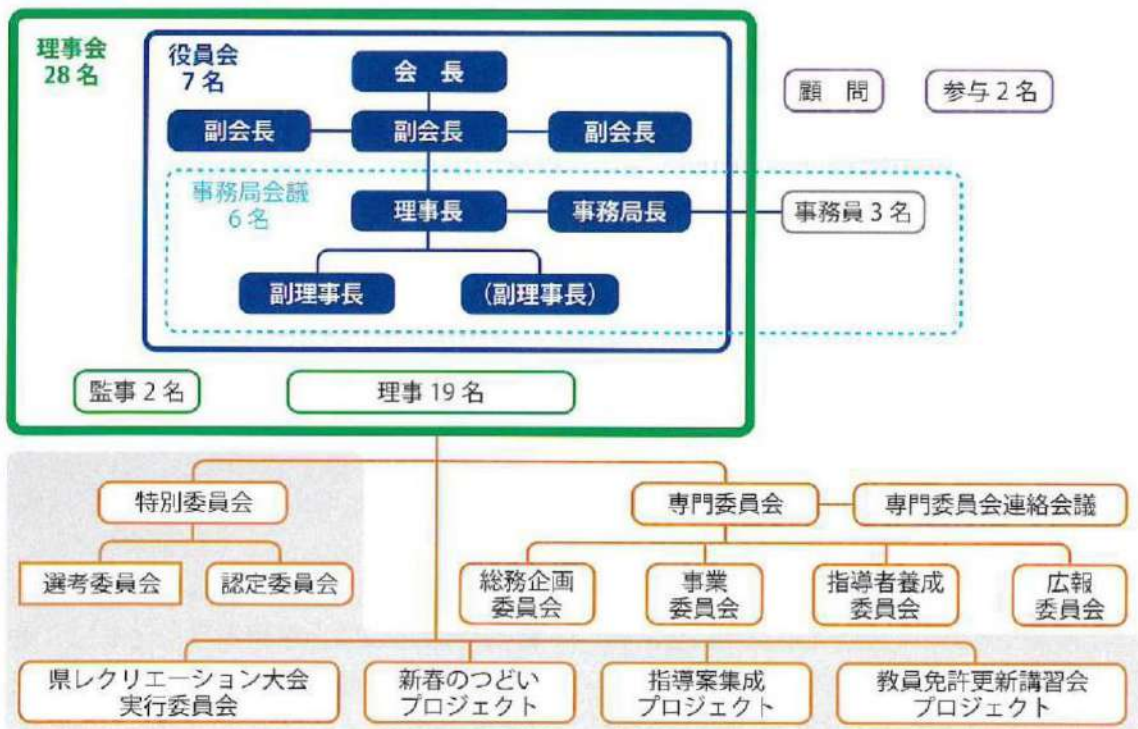 理事会
28名
役員会
7名
会 長
顧 問
参与2名
副会長
副会長
副会長
事務局会議
6名
理事長
事務局長
事務員3名
副理事長
(副理事長)
監事2名
理事19名
特別委員会
専門委員会
専門委員会連絡会議
選考委員会
認定委員会
総務企画
委員会
事業
委員会
指導者養成
委員会
広報
委員会
県レクリエーション大会
実行委員会
新春のつどい
プロジェクト
指導案集成
プロジェクト
教員免許更新講習会
プロジェクト